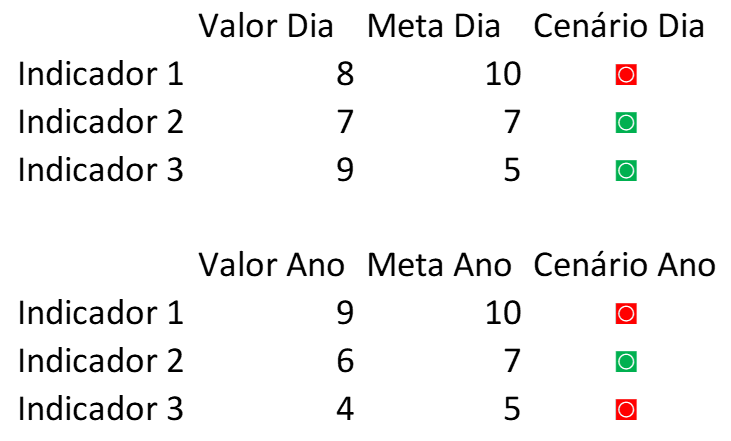 Valor Dia Meta Dia Cenário Dia
Indicador 1 8 10 ◙
Indicador 2 7 7 ◙
Indicador 3 9 5 ◙
Valor Ano Meta Ano Cenário Ano
Indicador 1 9 10 ◙
Indicador 2 6 7 ◙
Indicador 3 4 5 ◙